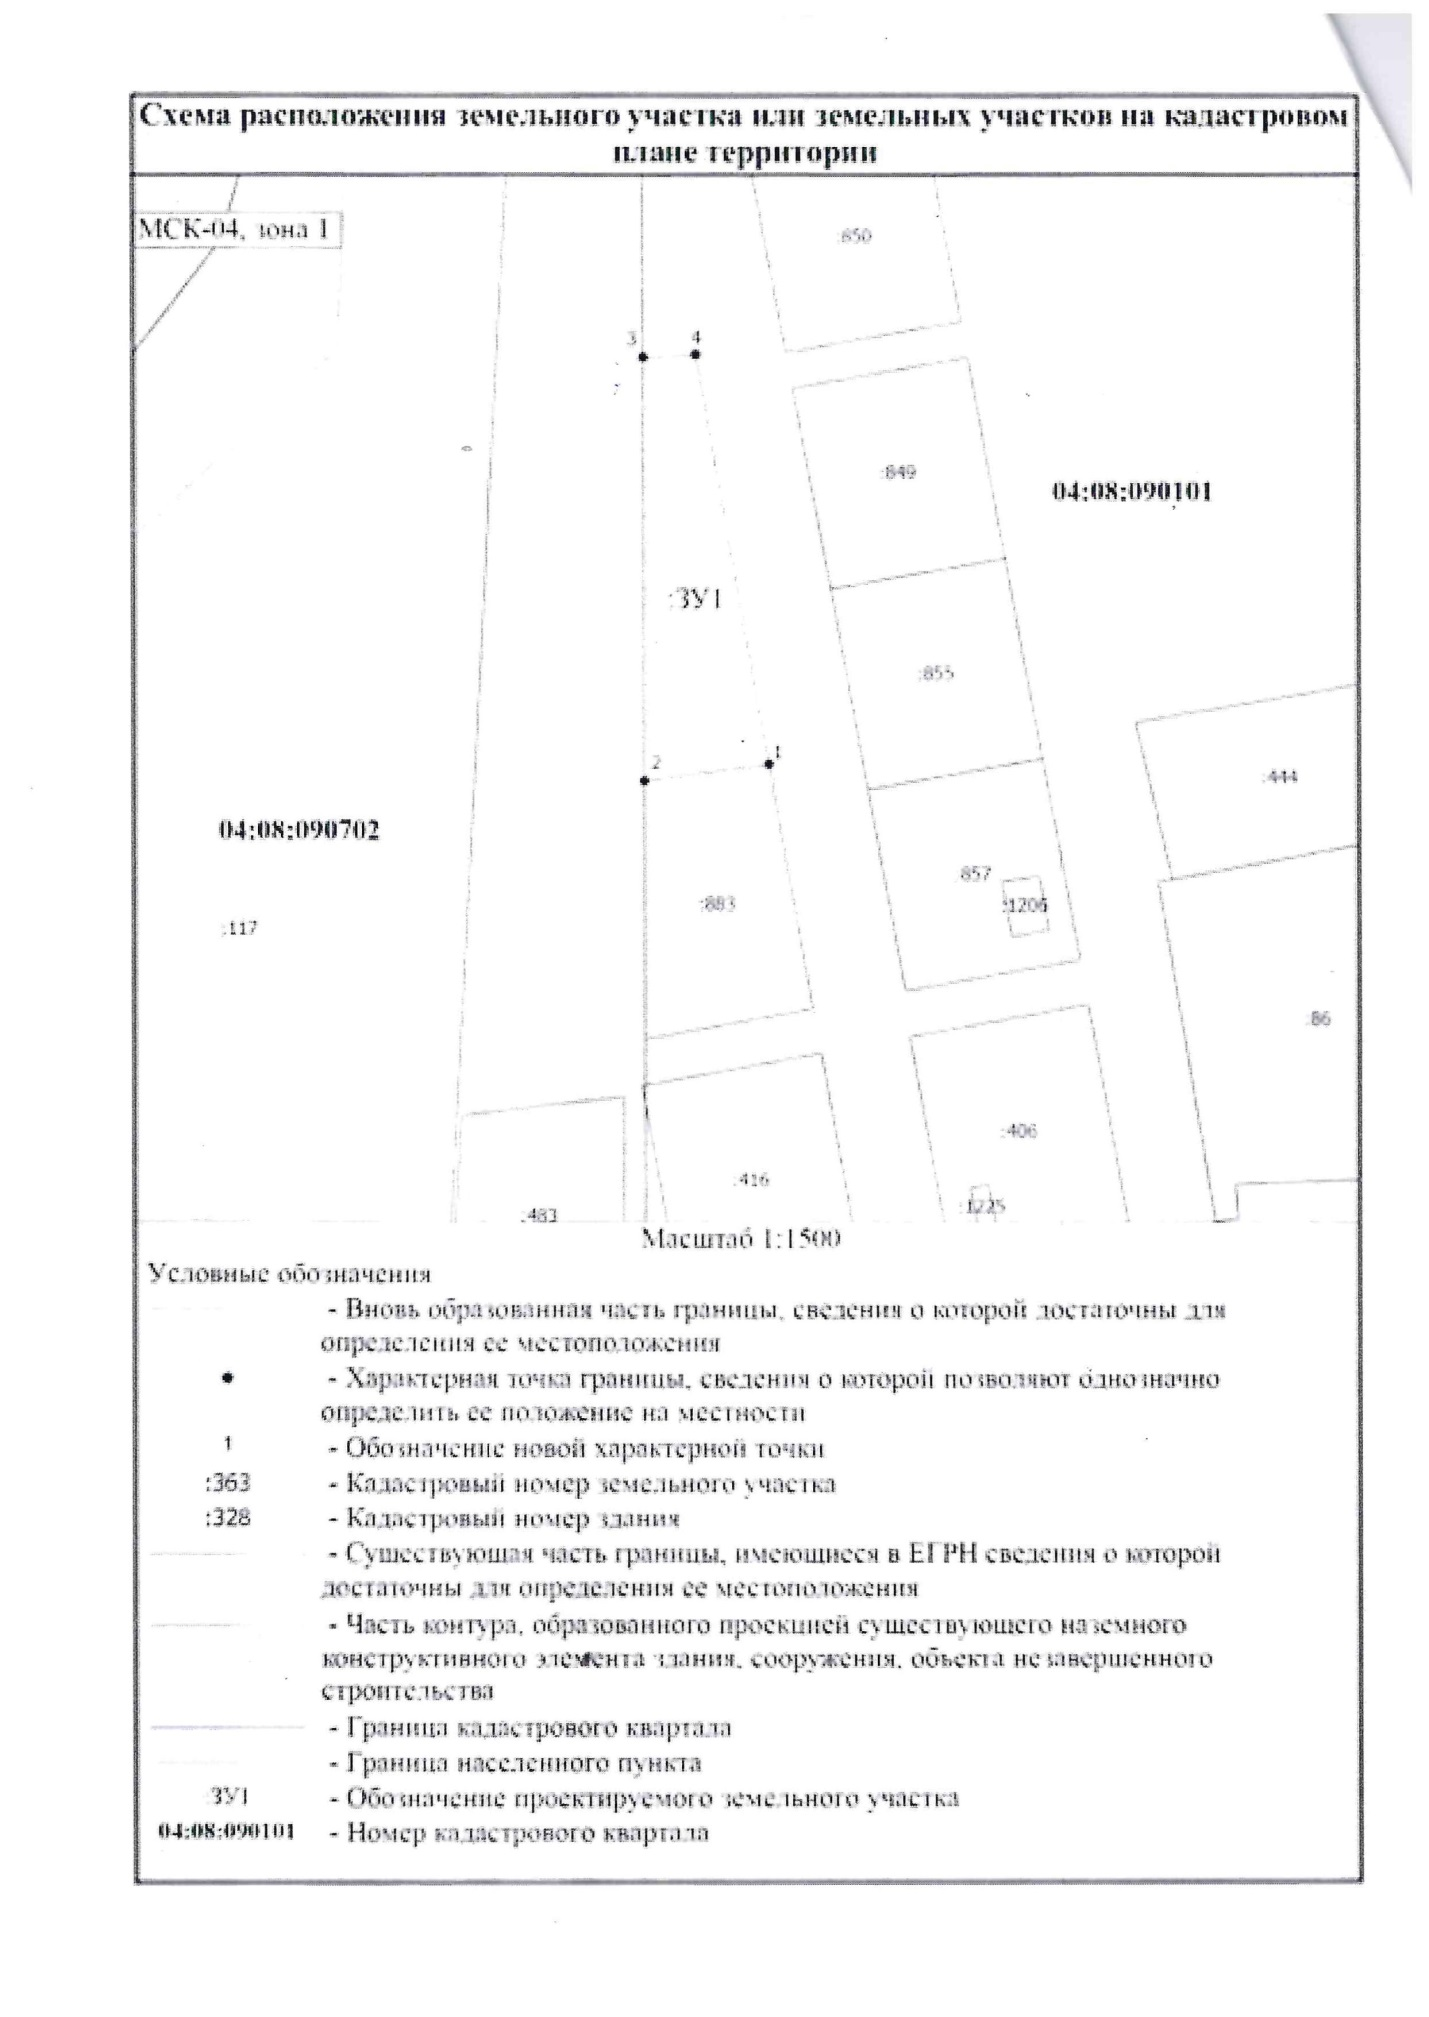 Схема расположения земельного участка или земельных участков на кадастровом
плане территории
МСК-04, зона 1
:850
3
4
:849
04:08:090101
:ЗУ1
:855
2
1
:444
04:08:090702
:857
:1206
:883
:117
:86
:406
:416
:1225
:483
Масштаб 1:1500
Условные обозначения
- Вновь образованная часть границы, сведения о которой достаточны для
определения ее местоположения
- Характерная точка границы, сведения о которой позволяют однозначно
определить ее положение на местности
1 - Обозначение новой характерной точки
:363 - Кадастровый номер земельного участка
:328 - Кадастровый номер здания
- Существующая часть границы, имеющиеся в ЕГРН сведения о которой
достаточны для определения ее местоположения
- Часть контура, образованного проекцией существующего наземного
конструктивного элемента здания, сооружения, объекта незавершенного
строительства
- Граница кадастрового квартала
- Граница населенного пункта
:ЗУ1 - Обозначение проектируемого земельного участка
04:08:090101 - Номер кадастрового квартала